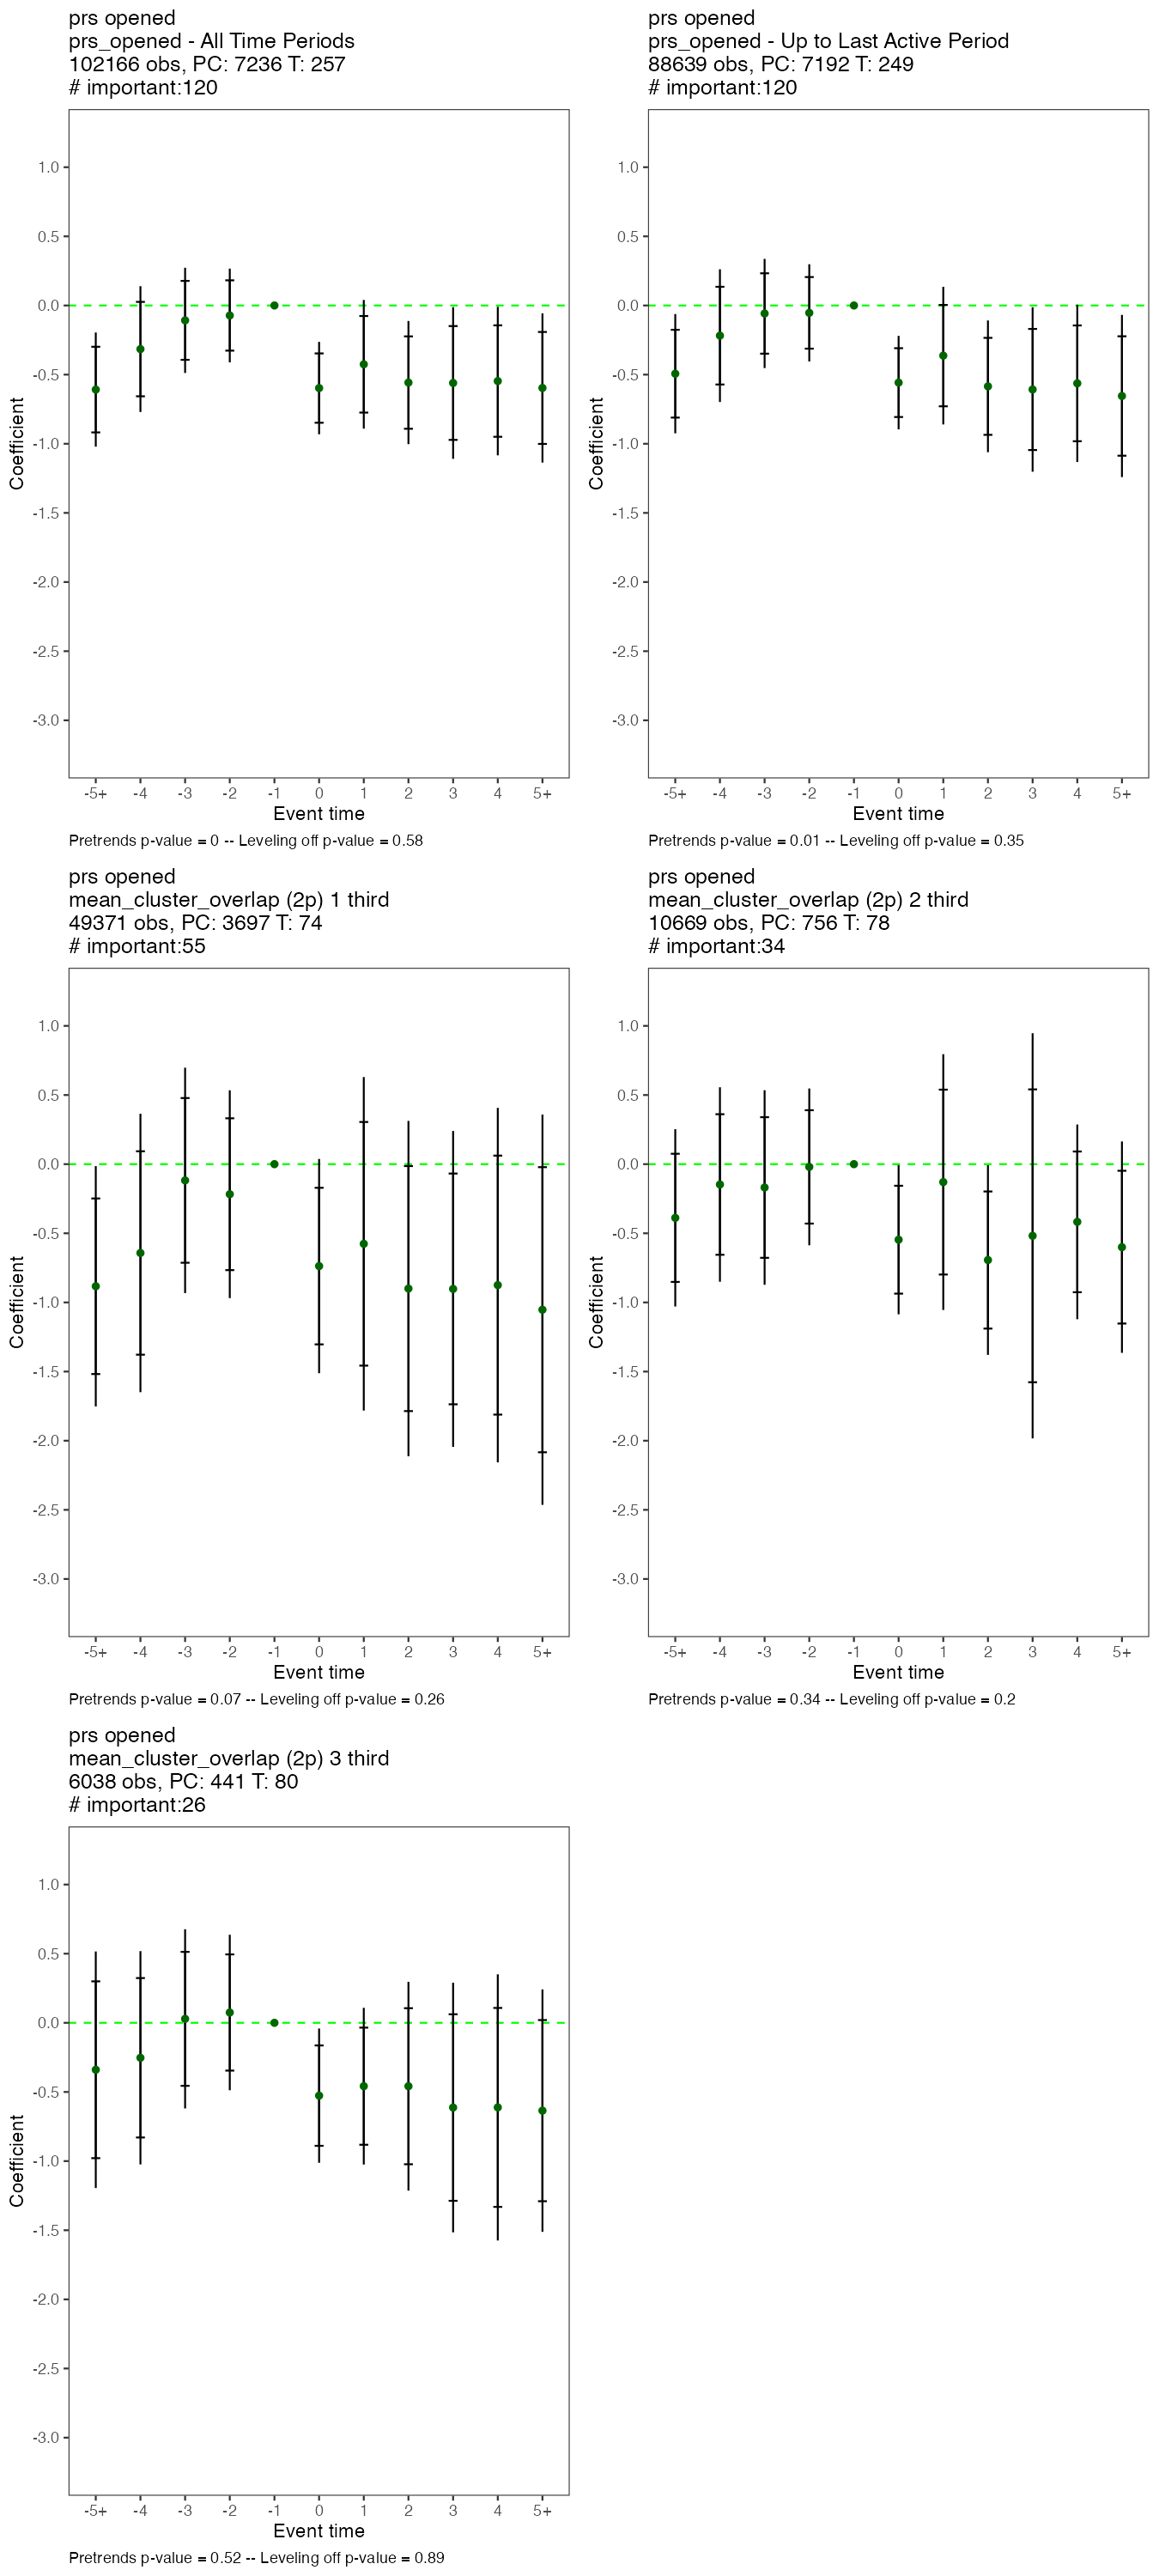 prs opened
prs_opened - All Time Periods
102166 obs, PC: 7236 T: 257
# important:120
1.0
0.5
0.0
-0.5
-1.0
-1.5
-2.0
-2.5
-3.0
Coefficient
-5+ -4 -3 -2 -1 0 1 2 3 4 5+
Event time
Pretrends p-value = 0 -- Leveling off p-value = 0.58
prs opened
prs_opened - Up to Last Active Period
88639 obs, PC: 7192 T: 249
# important:120
1.0
0.5
0.0
-0.5
-1.0
-1.5
-2.0
-2.5
-3.0
Coefficient
-5+ -4 -3 -2 -1 0 1 2 3 4 5+
Event time
Pretrends p-value = 0.01 -- Leveling off p-value = 0.35
prs opened
mean_cluster_overlap (2p) 1 third
49371 obs, PC: 3697 T: 74
# important:55
1.0
0.5
0.0
-0.5
-1.0
-1.5
-2.0
-2.5
-3.0
Coefficient
-5+ -4 -3 -2 -1 0 1 2 3 4 5+
Event time
Pretrends p-value = 0.07 -- Leveling off p-value = 0.26
prs opened
mean_cluster_overlap (2p) 2 third
10669 obs, PC: 756 T: 78
# important:34
1.0
0.5
0.0
-0.5
-1.0
-1.5
-2.0
-2.5
-3.0
Coefficient
-5+ -4 -3 -2 -1 0 1 2 3 4 5+
Event time
Pretrends p-value = 0.34 -- Leveling off p-value = 0.2
prs opened
mean_cluster_overlap (2p) 3 third
6038 obs, PC: 441 T: 80
# important:26
1.0
0.5
0.0
-0.5
-1.0
-1.5
-2.0
-2.5
-3.0
Coefficient
-5+ -4 -3 -2 -1 0 1 2 3 4 5+
Event time
Pretrends p-value = 0.52 -- Leveling off p-value = 0.89